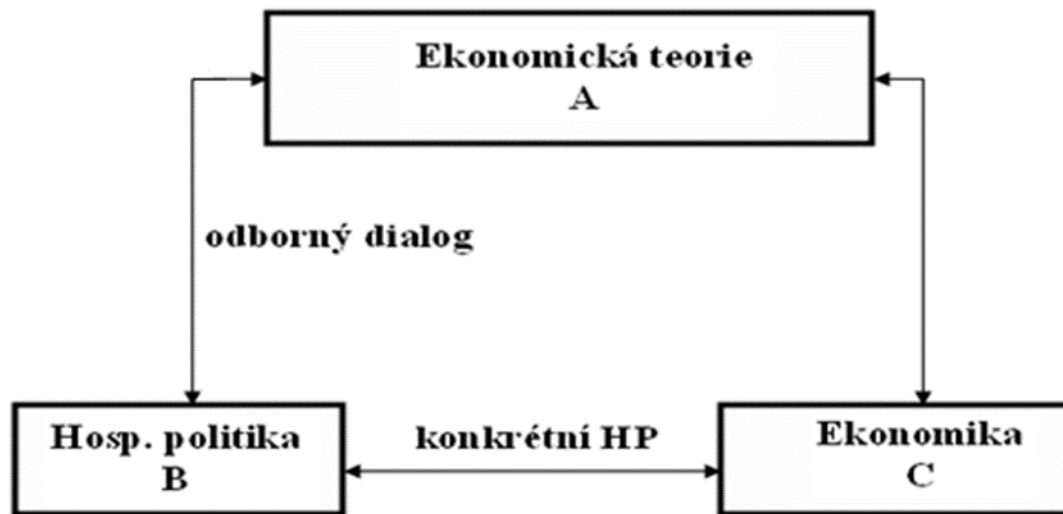 Ekonomická teorie
A
odborný dialog
Hosp. politika
B
konkrétní HP
Ekonomika
C